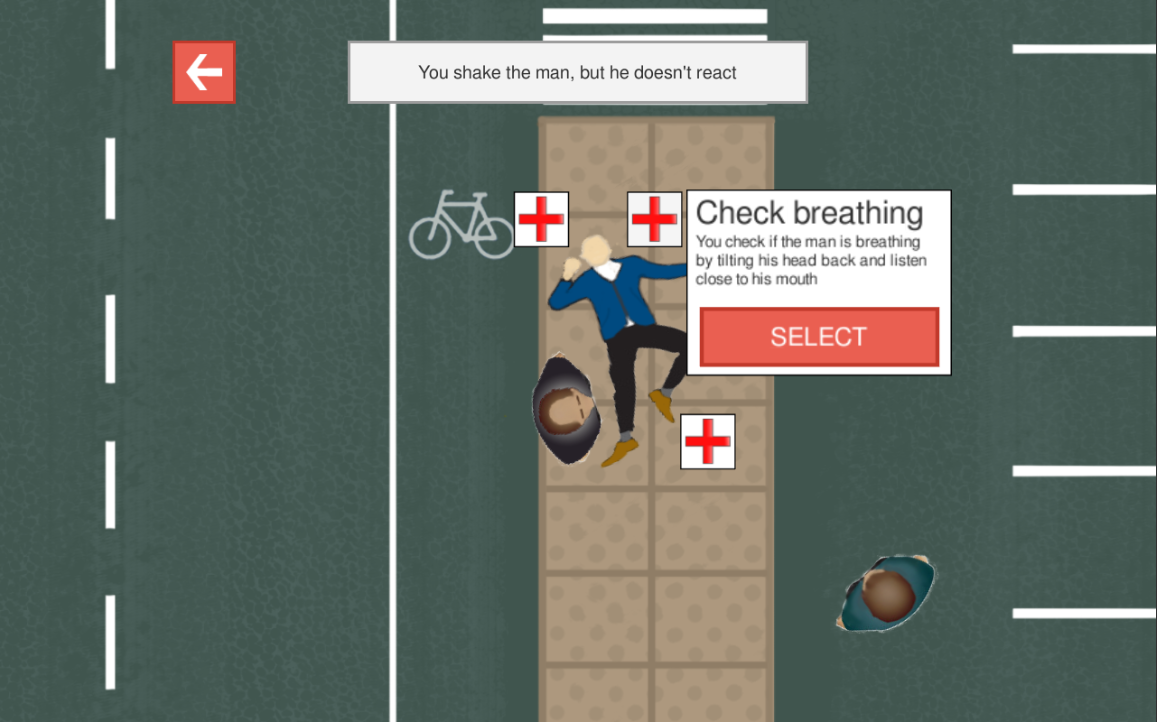 You shake the man, but he doesn't react
Check breathing
You check if the man is breathing
by tilting his head back and listen
close to his mouth
SELECT